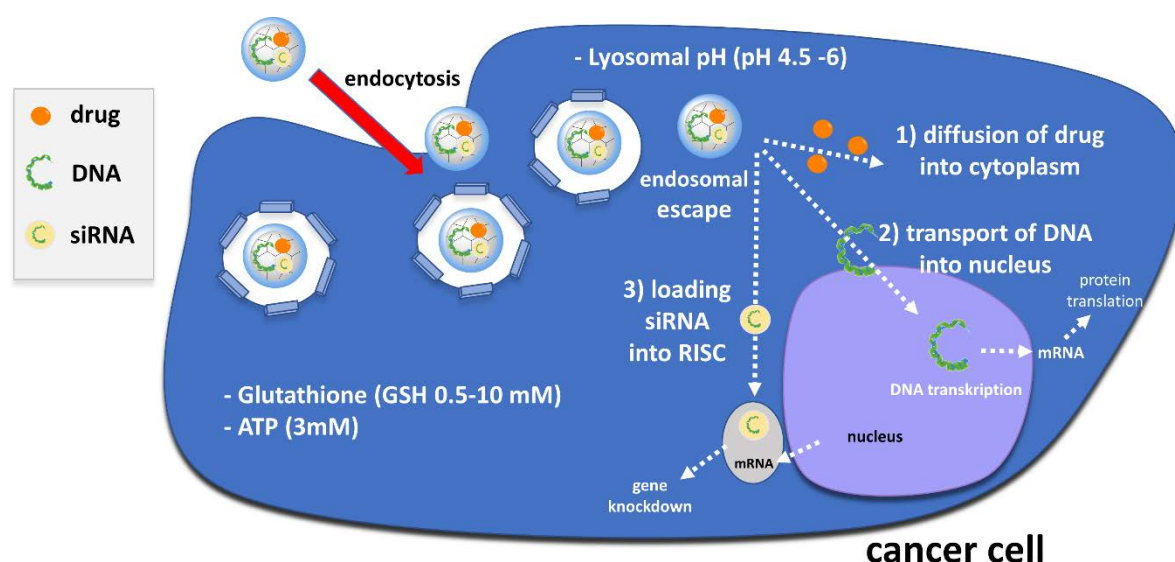 drug
DNA
siRNA
endocytosis
- Lyosomal pH (pH 4.5 -6)
endosomal
escape
1) diffusion of drug
into cytoplasm
2) transport of DNA
into nucleus
3) loading
siRNA
into RISC
protein
translation
mRNA
DNA transkription
- Glutathione (GSH 0.5-10 mM)
- ATP (3mM)
nucleus
mRNA
gene
knockdown
cancer cell